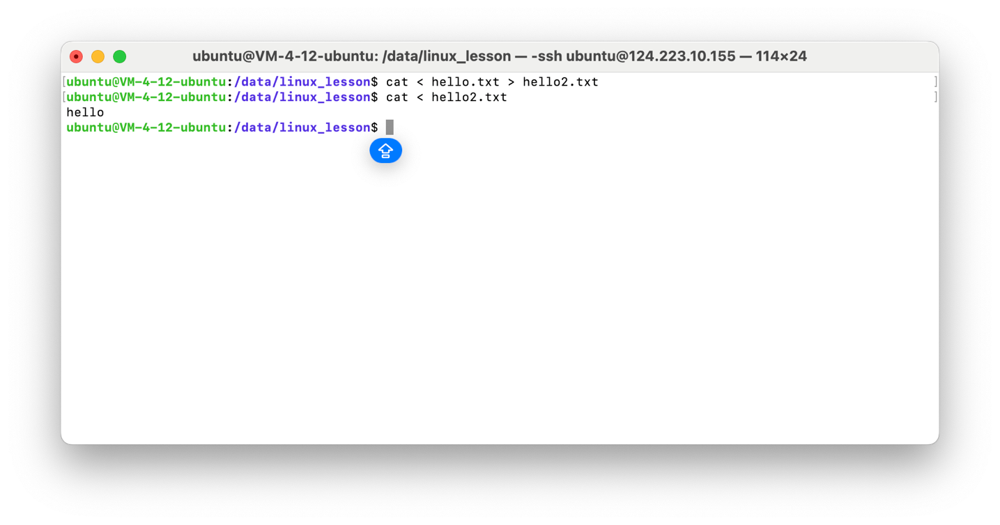 ubuntu@VM-4-12-ubuntu: /data/linux_lesson — -ssh ubuntu@124.223.10.155 — 114×24
[ubuntu@VM-4-12-ubuntu:/data/linux_lesson$ cat < hello.txt > hello2.txt ]
[ubuntu@VM-4-12-ubuntu:/data/linux_lesson$ cat < hello2.txt ]
hello
ubuntu@VM-4-12-ubuntu:/data/linux_lesson$